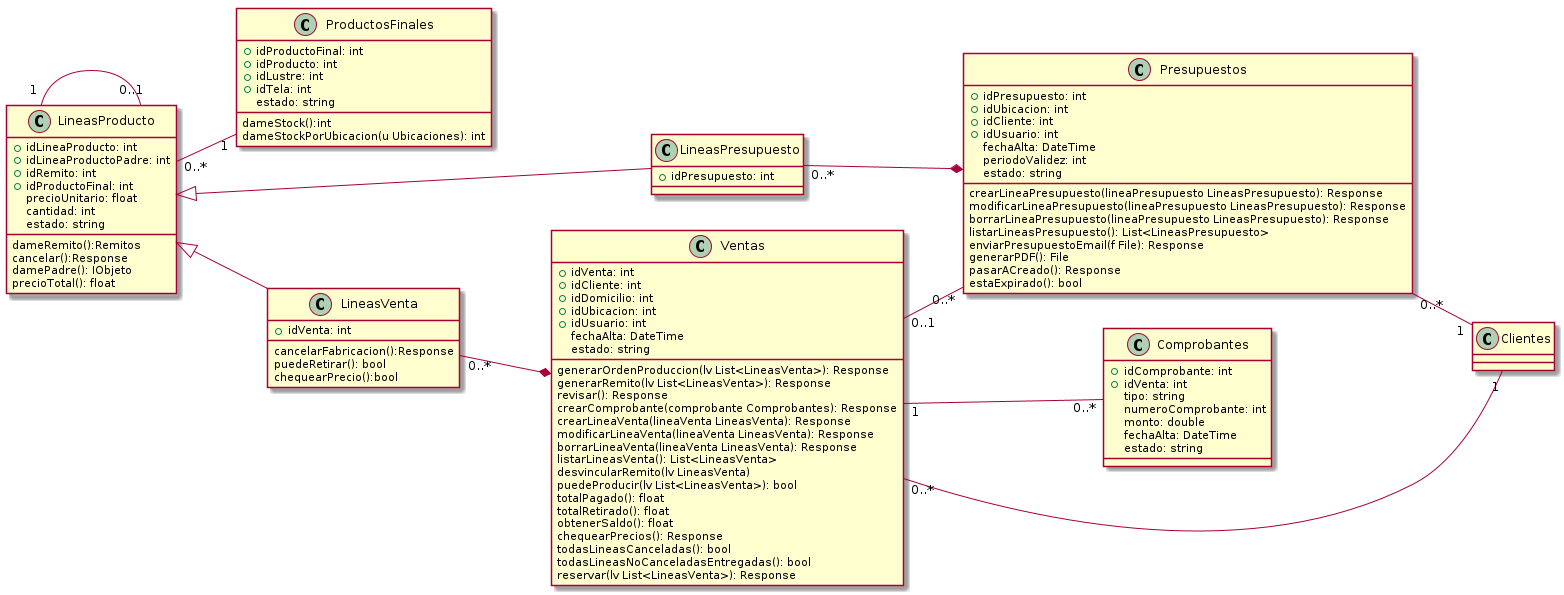 C ProductosFinales
idProductoFinal: int
idProducto: int
idLustre: int
idTela: int
estado: string
dameStock():int
dameStockPorUbicacion(u Ubicaciones): int
1
0..1
C LineasProducto
idLineaProducto: int
idLineaProductoPadre: int
idRemito: int
idProductoFinal: int
precioUnitario: float
cantidad: int
estado: string
dameRemito():Remitos
cancelar():Response
damePadre(): IObjeto
precioTotal(): float
1
0..*
C LineasPresupuesto
idPresupuesto: int
0..*
C Presupuestos
idPresupuesto: int
idUbicacion: int
idCliente: int
idUsuario: int
fechaAlta: DateTime
periodoValidez: int
estado: string
crearLineaPresupuesto(lineaPresupuesto LineasPresupuesto): Response
modificarLineaPresupuesto(lineaPresupuesto LineasPresupuesto): Response
borrarLineaPresupuesto(lineaPresupuesto LineasPresupuesto): Response
listarLineasPresupuesto(): List<LineasPresupuesto>
enviarPresupuestoEmail(f File): Response
generarPDF(): File
pasarACreado(): Response
estaExpirado(): bool
C LineasVenta
idVenta: int
cancelarFabricacion():Response
puedeRetirar(): bool
chequearPrecio():bool
0..*
C Ventas
idVenta: int
idCliente: int
idDomicilio: int
idUbicacion: int
idUsuario: int
fechaAlta: DateTime
estado: string
generarOrdenProduccion(lv List<LineasVenta>): Response
generarRemito(lv List<LineasVenta>): Response
revisar(): Response
crearComprobante(comprobante Comprobantes): Response
crearLineaVenta(lineaVenta LineasVenta): Response
modificarLineaVenta(lineaVenta LineasVenta): Response
borrarLineaVenta(lineaVenta LineasVenta): Response
listarLineasVenta(): List<LineasVenta>
desvincularRemito(lv LineasVenta)
puedeProducir(lv List<LineasVenta>): bool
totalPagado(): float
totalRetirado(): float
obtenerSaldo(): float
chequearPrecios(): Response
todasLineasCanceladas(): bool
todasLineasNoCanceladasEntregadas(): bool
reservar(lv List<LineasVenta>): Response
0..*
0..1
1
0..*
0..*
C Comprobantes
idComprobante: int
idVenta: int
tipo: string
numeroComprobante: int
monto: double
fechaAlta: DateTime
estado: string
0..*
1
C Clientes
1